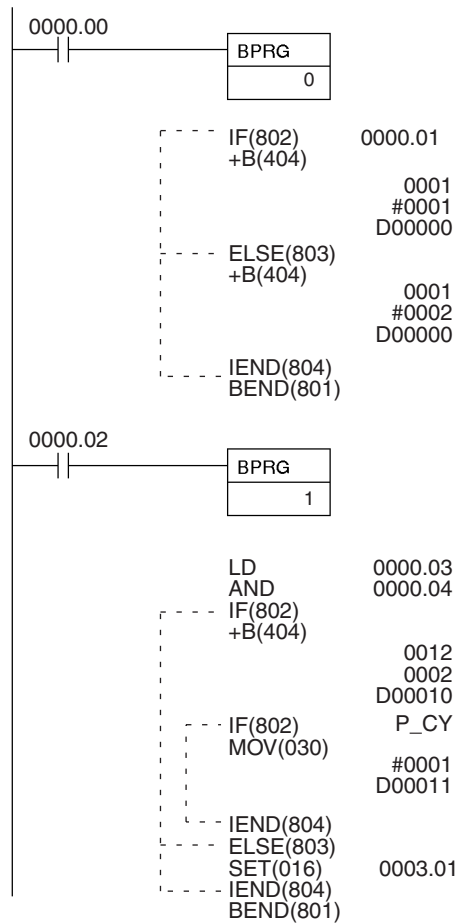 0000.00
BPRG
0
IF(802) 0000.01
+B(404)
0001
#0001
D00000
ELSE(803)
+B(404)
0001
#0002
D00000
IEND(804)
BEND(801)
0000.02
BPRG
1
LD 0000.03
AND 0000.04
IF(802)
+B(404)
0012
0002
D00010
IF(802) P_CY
MOV(030)
#0001
D00011
IEND(804)
ELSE(803)
SET(016) 0003.01
IEND(804)
BEND(801)